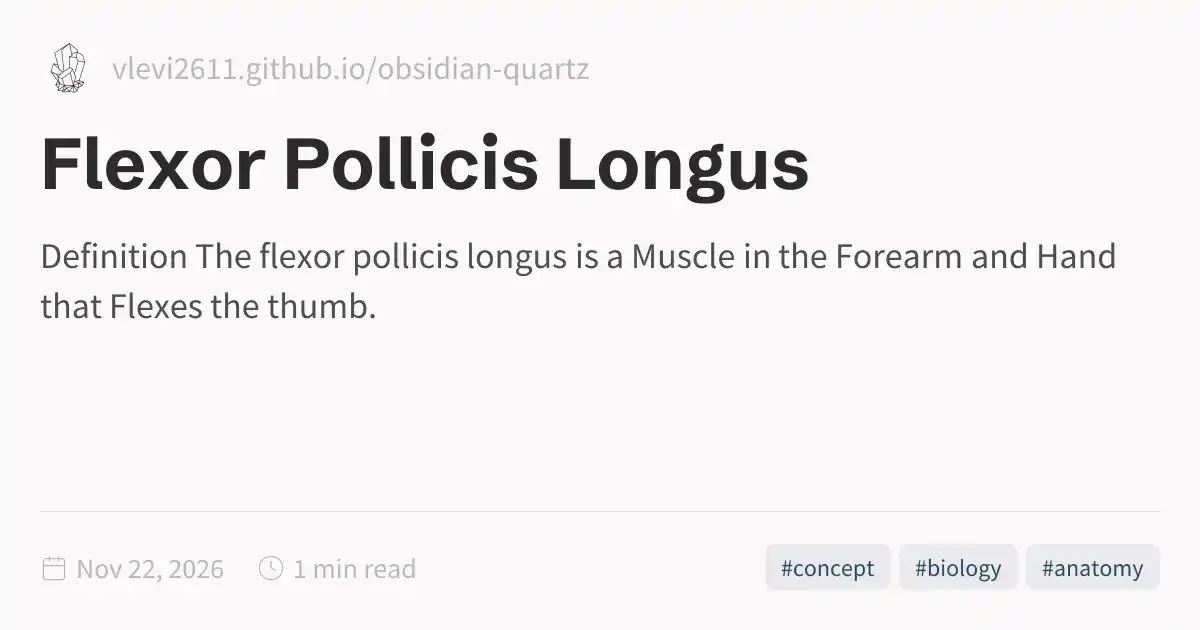 vlevi2611.github.io/obsidian-quartz
Flexor Pollicis Longus
Definition The flexor pollicis longus is a Muscle in the Forearm and Hand
that Flexes the thumb.
Nov 22, 2026 1 min read #concept #biology #anatomy